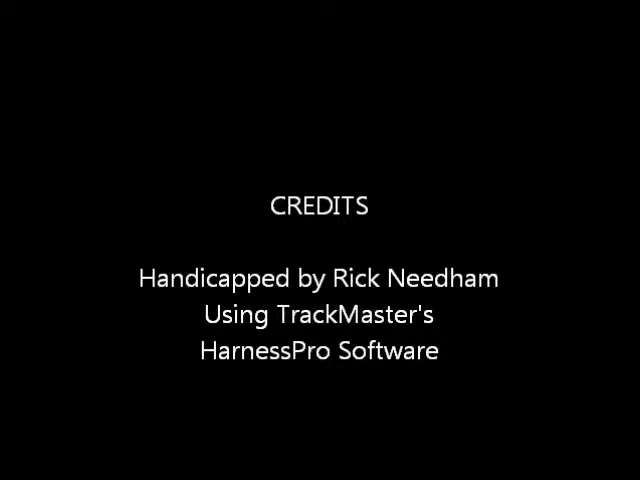 CREDITS
Handicapped by Rick Needham
Using TrackMaster's
HarnessPro Software